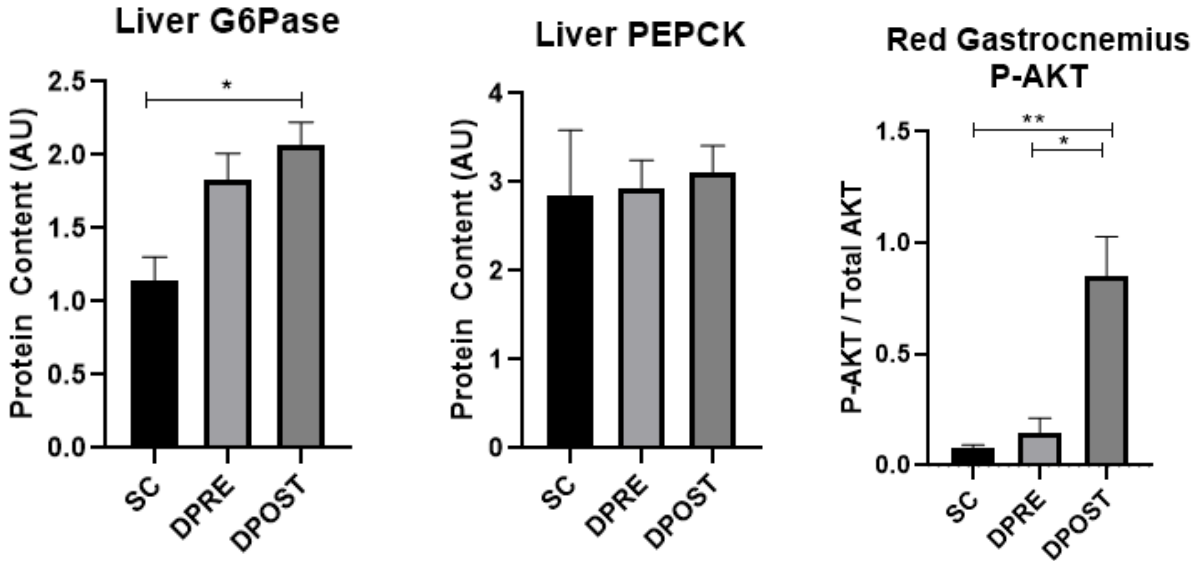 Liver G6Pase
Protein Content (AU)
2.5
2.0
1.5
1.0
0.5
0.0
*
SC
DPRE
DPOST
Liver PEPCK
Protein Content (AU)
4
3
2
1
0
SC
DPRE
DPOST
Red Gastrocnemius
P-AKT
P-AKT / Total AKT
1.5
1.0
0.5
0.0
**
*
SC
DPRE
DPOST